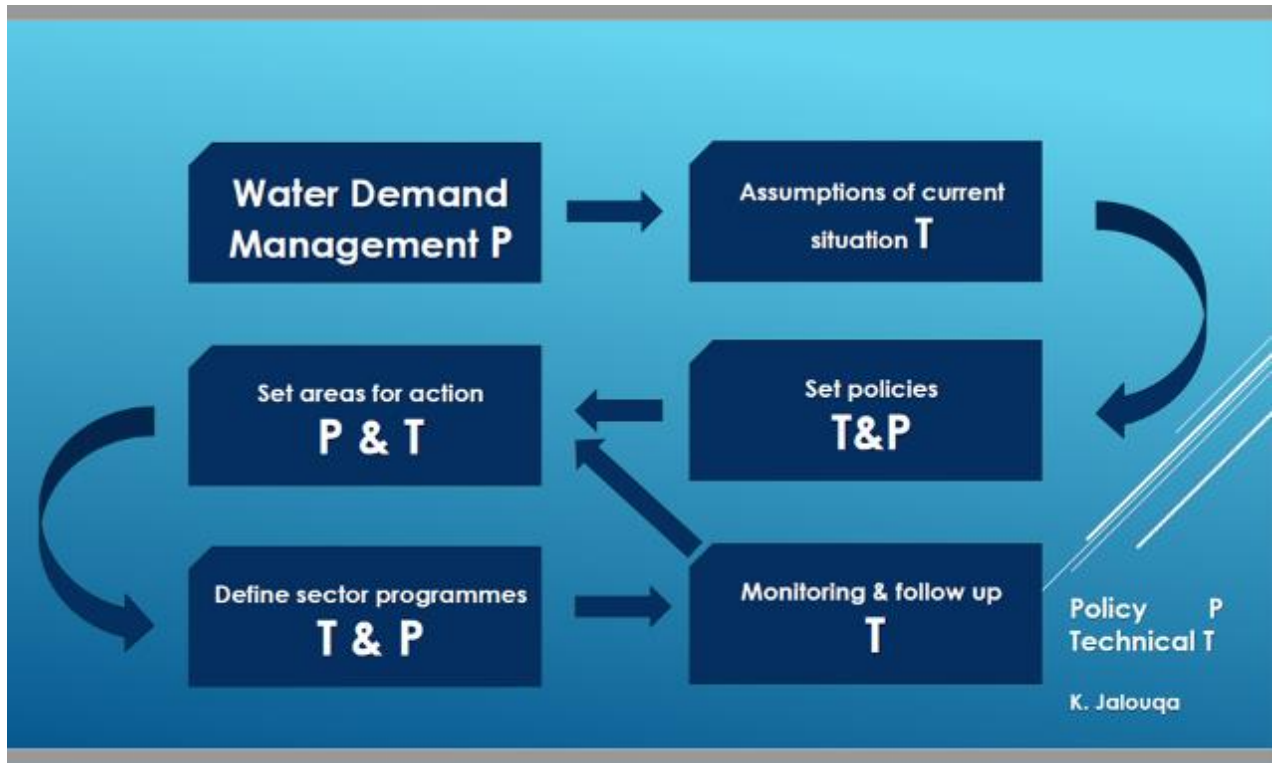 Water Demand
Management P
Assumptions of current
situation T
Set areas for action
P & T
Set policies
T&P
Define sector programmes
T & P
Monitoring & follow up
T
Policy P
Technical T
K. Jalouqa